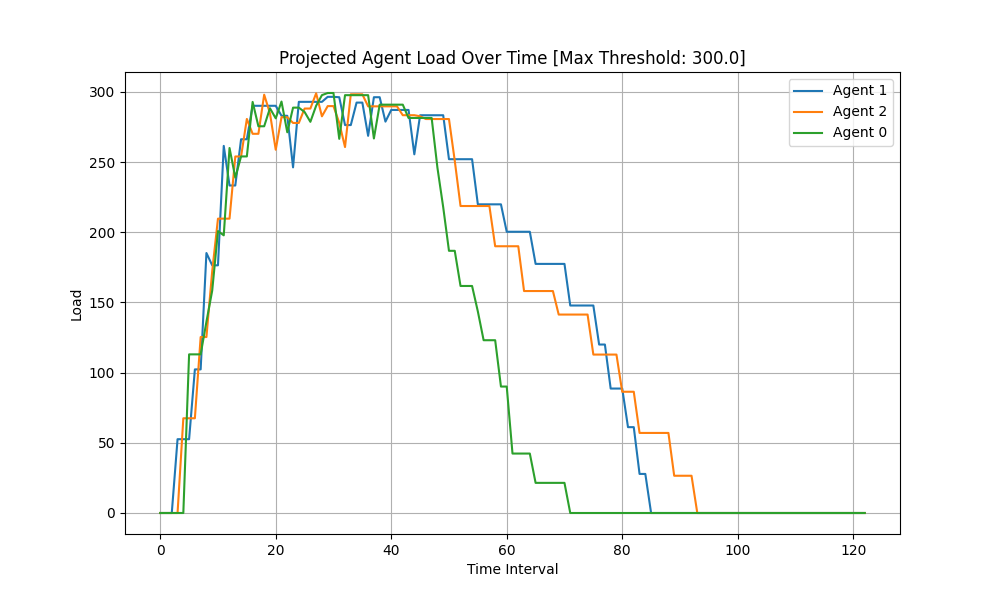 Projected Agent Load Over Time [Max Threshold: 300.0]
Agent 1
Agent 2
Agent 0
Load
300
250
200
150
100
50
0
0 20 40 60 80 100 120
Time Interval